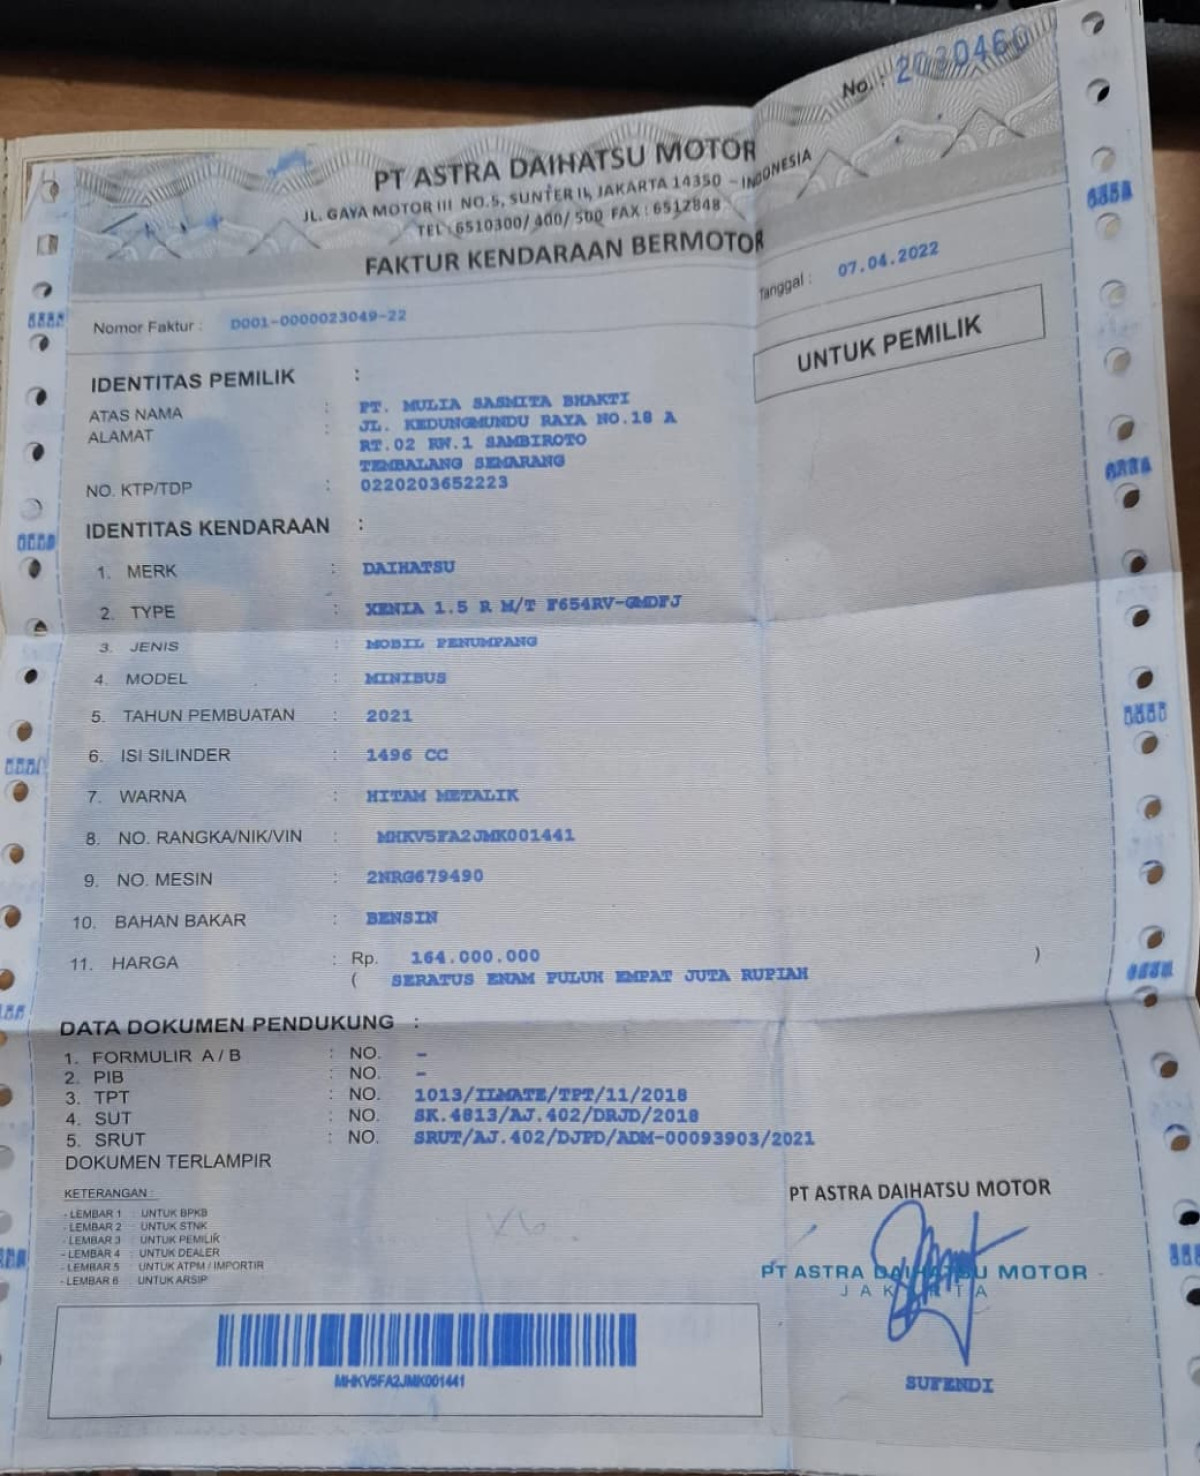 No. : 2030460
PT ASTRA DAIHATSU MOTOR
JL. GAYA MOTOR III NO.5, SUNTER II, JAKARTA 14350 – INDONESIA
TEL : 6510300/ 400/ 500 FAX : 6512848
FAKTUR KENDARAAN BERMOTOR
Nomor Faktur : D001-0000023049-22
Tanggal : 07.04.2022
UNTUK PEMILIK
IDENTITAS PEMILIK :
ATAS NAMA : PT. MULIA SASMITA BHAKTI
ALAMAT : JL. KEDUNGMUNDU RAYA NO.18 A
RT.02 RW.1 SAMBIROTO
TEMBALANG SEMARANG
NO. KTP/TDP : 0220203652223
IDENTITAS KENDARAAN :
1. MERK : DAIHATSU
2. TYPE : XENIA 1.5 R M/T F654RV-GMDFJ
3. JENIS : MOBIL PENUMPANG
4. MODEL : MINIBUS
5. TAHUN PEMBUATAN : 2021
6. ISI SILINDER : 1496 CC
7. WARNA : HITAM METALIK
8. NO. RANGKA/NIK/VIN : MHKV5FA2JMK001441
9. NO. MESIN : 2NRG679490
10. BAHAN BAKAR : BENSIN
11. HARGA : Rp. 164.000.000
( SERATUS ENAM PULUH EMPAT JUTA RUPIAH )
DATA DOKUMEN PENDUKUNG :
1. FORMULIR A / B : NO. –
2. PIB : NO. –
3. TPT : NO. 1013/ILMATE/TPT/11/2018
4. SUT : NO. SK.4813/AJ.402/DRJD/2018
5. SRUT : NO. SRUT/AJ.402/DJPD/ADM-00093903/2021
DOKUMEN TERLAMPIR
KETERANGAN :
- LEMBAR 1 : UNTUK BPKB
- LEMBAR 2 : UNTUK STNK
- LEMBAR 3 : UNTUK PEMILIK
- LEMBAR 4 : UNTUK DEALER
- LEMBAR 5 : UNTUK ATPM / IMPORTIR
- LEMBAR 6 : UNTUK ARSIP
PT ASTRA DAIHATSU MOTOR
PT ASTRA DAIHATSU MOTOR
JAKARTA
SUFENDI
MHKV5FA2JMK001441